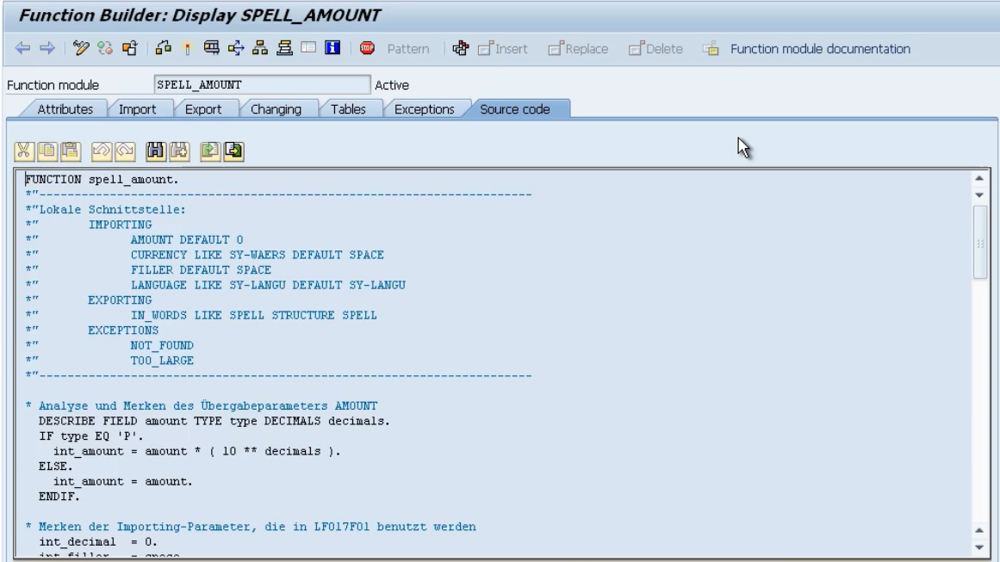 Function Builder: Display SPELL_AMOUNT
Pattern Insert Replace Delete Function module documentation
Function module SPELL_AMOUNT Active
Attributes Import Export Changing Tables Exceptions Source code
FUNCTION spell_amount.
*"----------------------------------------------------------------------
*"Lokale Schnittstelle:
*" IMPORTING
*" AMOUNT DEFAULT 0
*" CURRENCY LIKE SY-WAERS DEFAULT SPACE
*" FILLER DEFAULT SPACE
*" LANGUAGE LIKE SY-LANGU DEFAULT SY-LANGU
*" EXPORTING
*" IN_WORDS LIKE SPELL STRUCTURE SPELL
*" EXCEPTIONS
*" NOT_FOUND
*" TOO_LARGE
*"----------------------------------------------------------------------
* Analyse und Merken des Übergabeparameters AMOUNT
DESCRIBE FIELD amount TYPE type DECIMALS decimals.
IF type EQ 'P'.
int_amount = amount * ( 10 ** decimals ).
ELSE.
int_amount = amount.
ENDIF.
* Merken der Importing-Parameter, die in LF017F01 benutzt werden
int_decimal = 0.